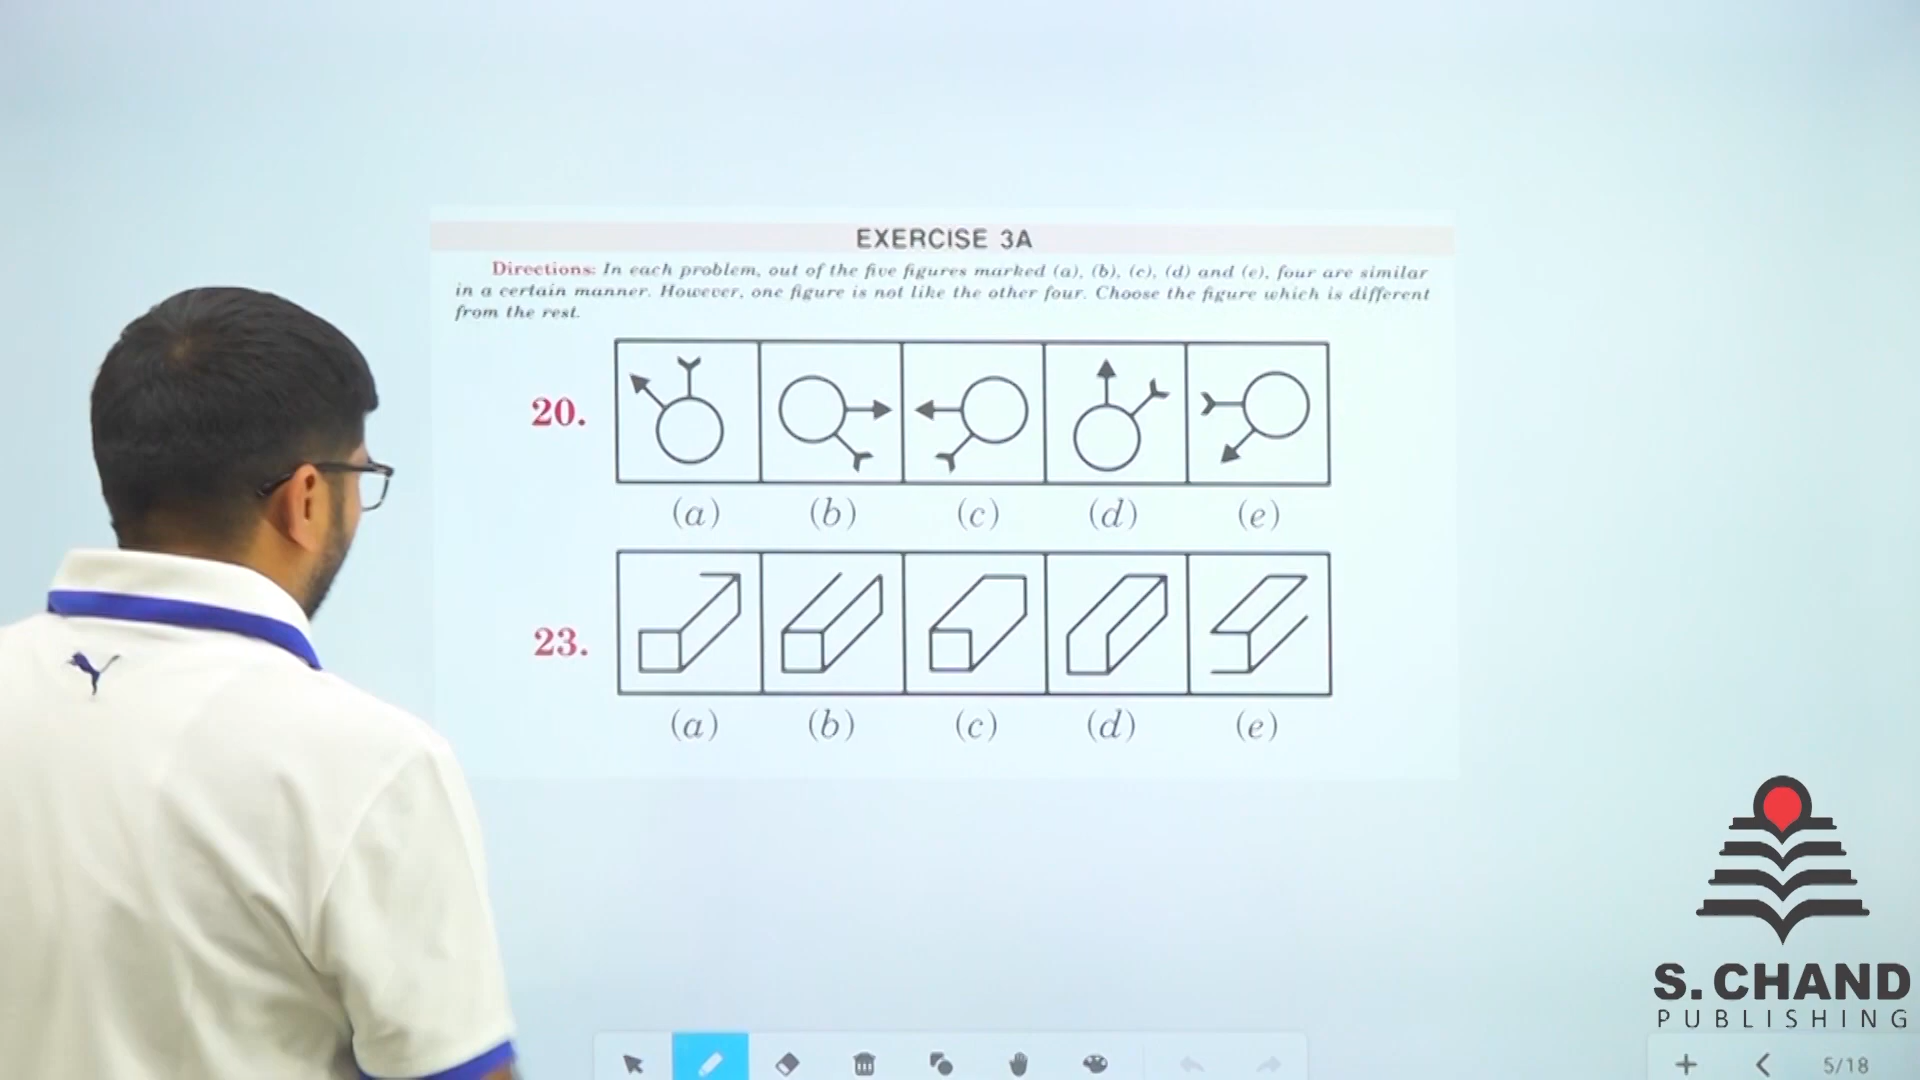 EXERCISE 3A
Directions: In each problem, out of the five figures marked (a), (b), (c), (d) and (e), four are similar
in a certain manner. However, one figure is not like the other four. Choose the figure which is different
from the rest.
20.
(a) (b) (c) (d) (e)
23.
(a) (b) (c) (d) (e)
S. CHAND
PUBLISHING
5/18